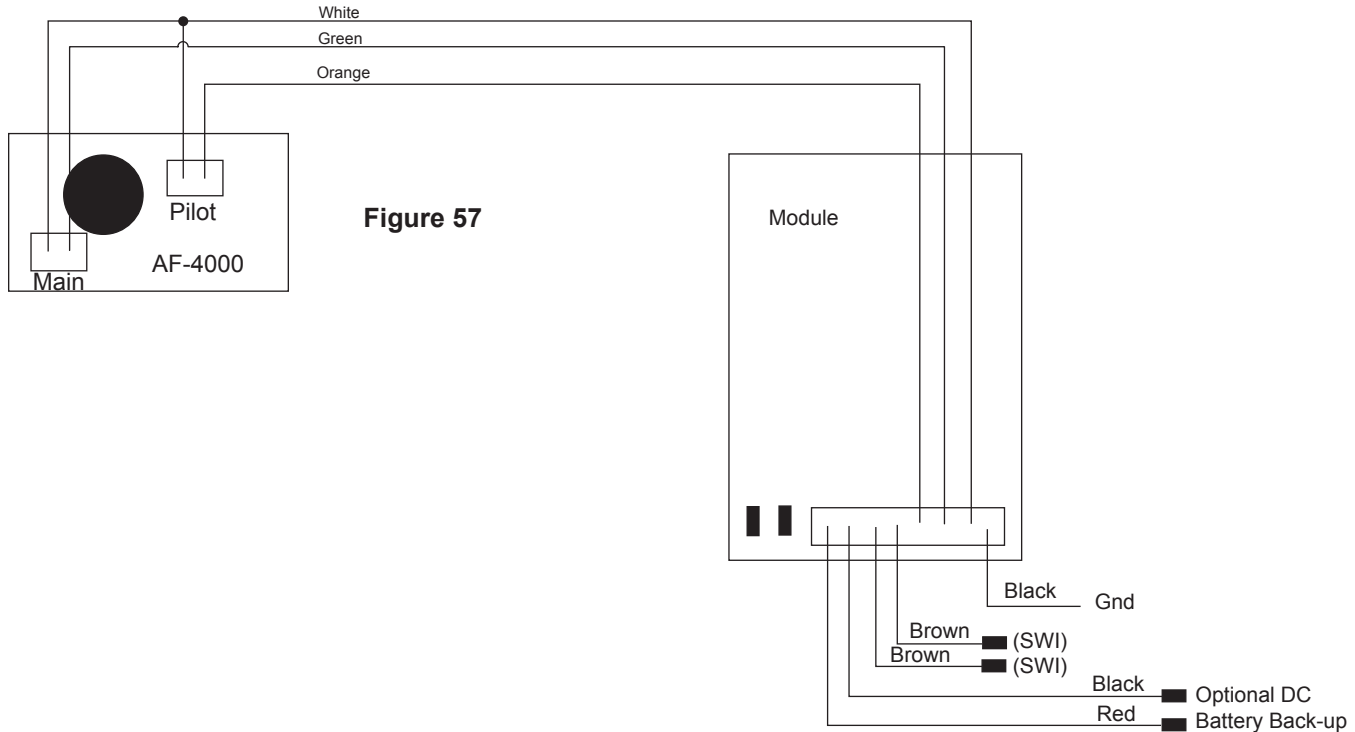 White
Green
Orange
Pilot
Figure 57
Module
AF-4000
Main
Black Gnd
Brown (SWI)
Brown (SWI)
Black Optional DC
Red Battery Back-up